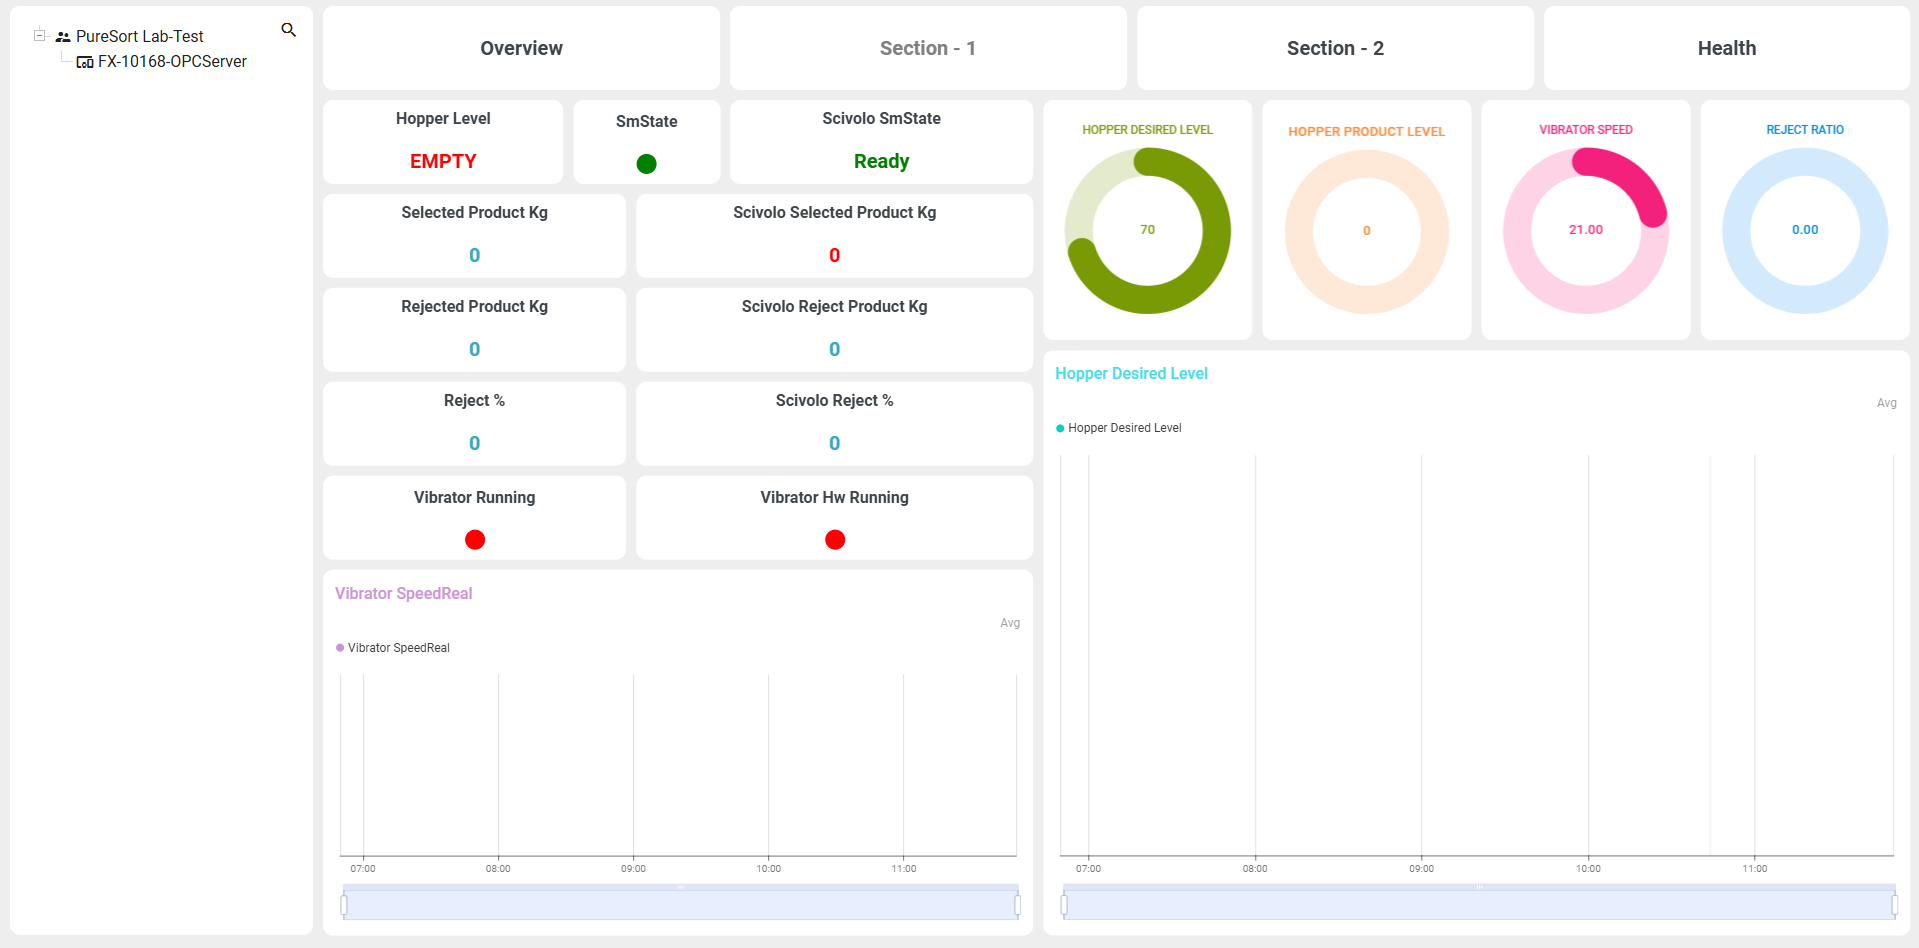 PureSort Lab-Test
FX-10168-OPCServer
Overview
Section - 1
Section - 2
Health
Hopper Level
EMPTY
SmState
Scivolo SmState
Ready
Selected Product Kg
0
Scivolo Selected Product Kg
0
Rejected Product Kg
0
Scivolo Reject Product Kg
0
Reject %
0
Scivolo Reject %
0
Vibrator Running
Vibrator Hw Running
HOPPER DESIRED LEVEL
70
HOPPER PRODUCT LEVEL
0
VIBRATOR SPEED
21.00
REJECT RATIO
0.00
Vibrator SpeedReal
Avg
Vibrator SpeedReal
07:00 08:00 09:00 10:00 11:00
Hopper Desired Level
Avg
Hopper Desired Level
07:00 08:00 09:00 10:00 11:00